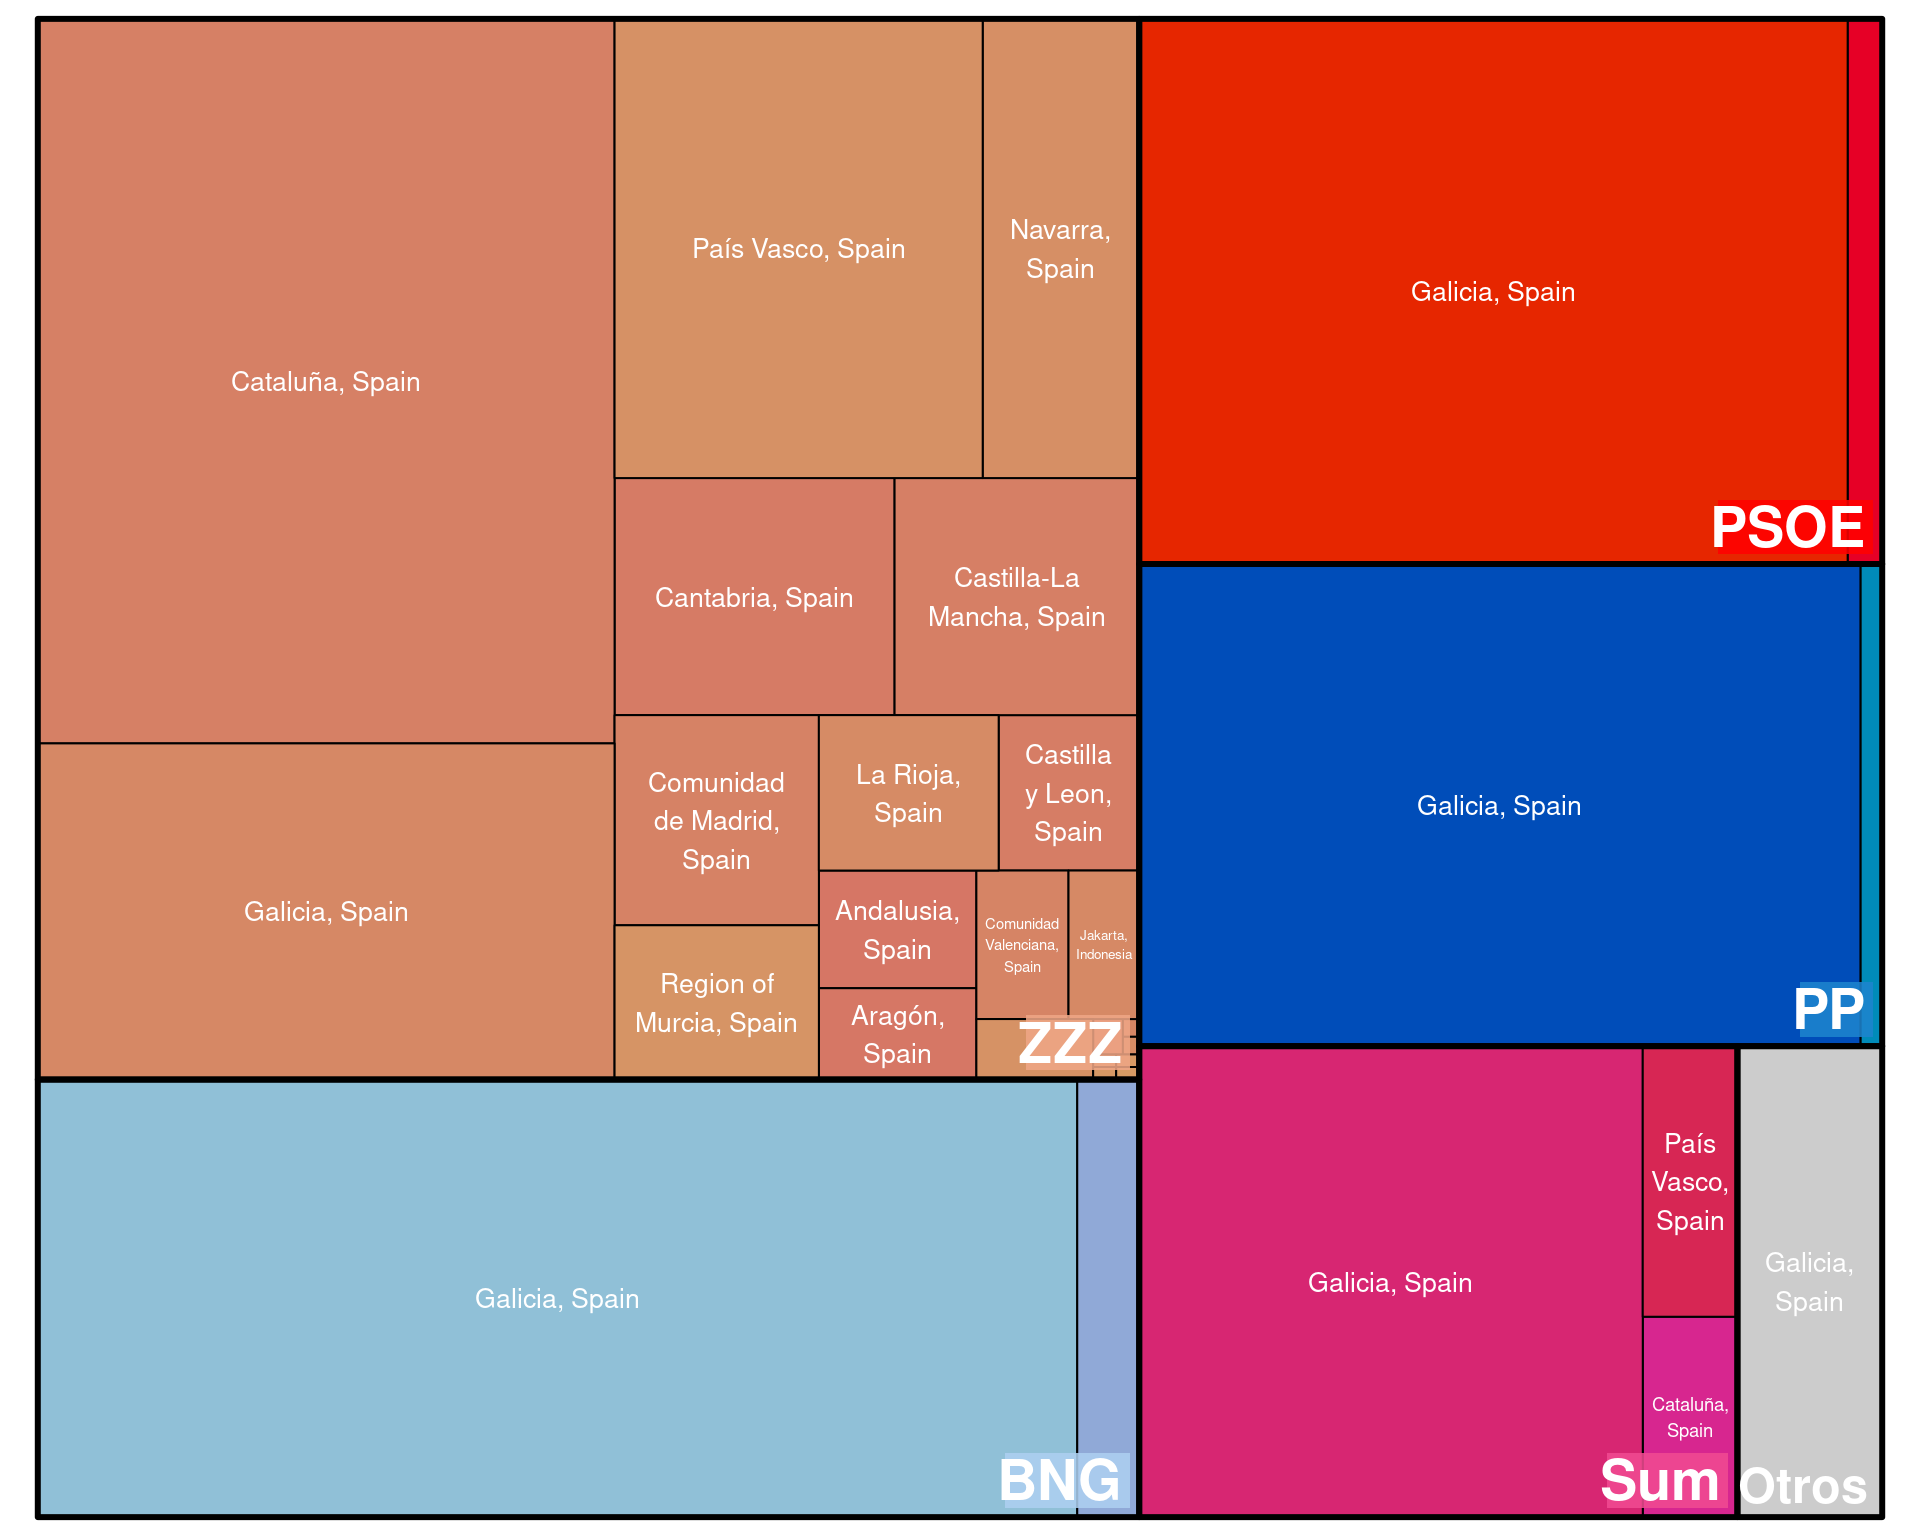 Cataluña, Spain
País Vasco, Spain
Navarra,
Spain
Cantabria, Spain
Castilla-La
Mancha, Spain
Galicia, Spain
Comunidad
de Madrid,
Spain
La Rioja,
Spain
Castilla
y Leon,
Spain
Region of
Murcia, Spain
Andalusia,
Spain
Aragón,
Spain
Comunidad
Valenciana,
Spain
Jakarta,
Indonesia
ZZZ
Galicia, Spain
BNG
Galicia, Spain
PSOE
Galicia, Spain
PP
Galicia, Spain
País
Vasco,
Spain
Cataluña,
Spain
Sum
Galicia,
Spain
Otros